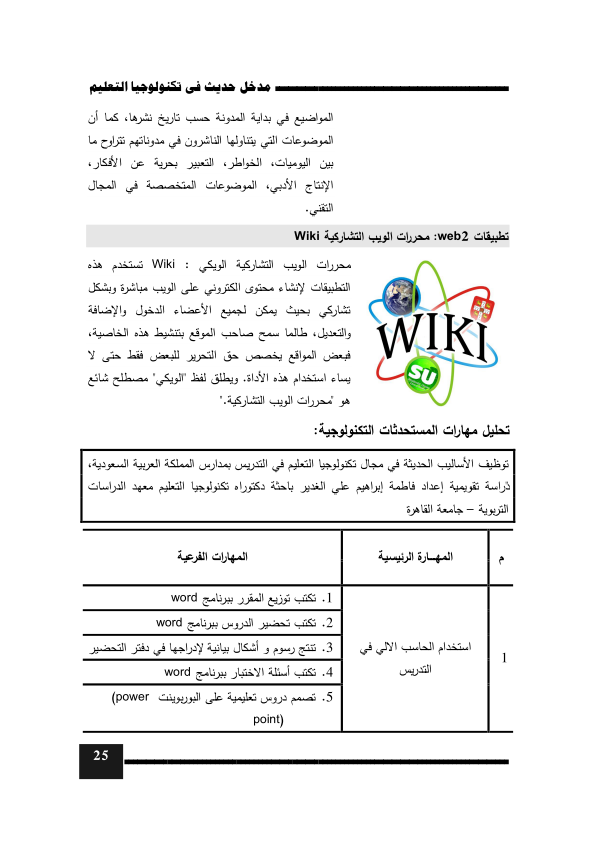 مدخل حديث فى تكنولوجيا التعليم
المواضيع في بداية المدونة حسب تاريخ نشرها، كما أن
الموضوعات التي يتناولها الناشرون في مدوناتهم تتراوح ما
بين اليوميات، الخواطر، التعبير بحرية عن الأفكار،
الإنتاج الأدبي، الموضوعات المتخصصة في المجال
التقني.
تطبيقات web2: محررات الويب التشاركية Wiki
محررات الويب التشاركية الويكي : Wiki تستخدم هذه
التطبيقات لإنشاء محتوى الكتروني على الويب مباشرة وبشكل
تشاركي بحيث يمكن لجميع الأعضاء الدخول والإضافة
والتعديل، طالما سمح صاحب الموقع بتنشيط هذه الخاصية،
فبعض المواقع يخصص حق التحرير للبعض فقط حتى لا
يساء استخدام هذه الأداة. ويطلق لفظ "الويكي" مصطلح شائع
هو "محررات الويب التشاركية."
WIKI
SU
تحليل مهارات المستحدثات التكنولوجية:
توظيف الأساليب الحديثة في مجال تكنولوجيا التعليم في التدريس بمدارس المملكة العربية السعودية،
دراسة تقويمية إعداد فاطمة إبراهيم علي الغدير باحثة دكتوراه تكنولوجيا التعليم معهد الدراسات
التربوية – جامعة القاهرة
م المهــارة الرئيسية المهارات الفرعية
1 استخدام الحاسب الالي في
التدريس
1. تكتب توزيع المقرر ببرنامج word
2. تكتب تحضير الدروس ببرنامج word
3. تنتج رسوم و أشكال بيانية لإدراجها في دفتر التحضير
4. تكتب أسئلة الاختبار ببرنامج word
5. تصمم دروس تعليمية على البوربوينت (power
point)
25